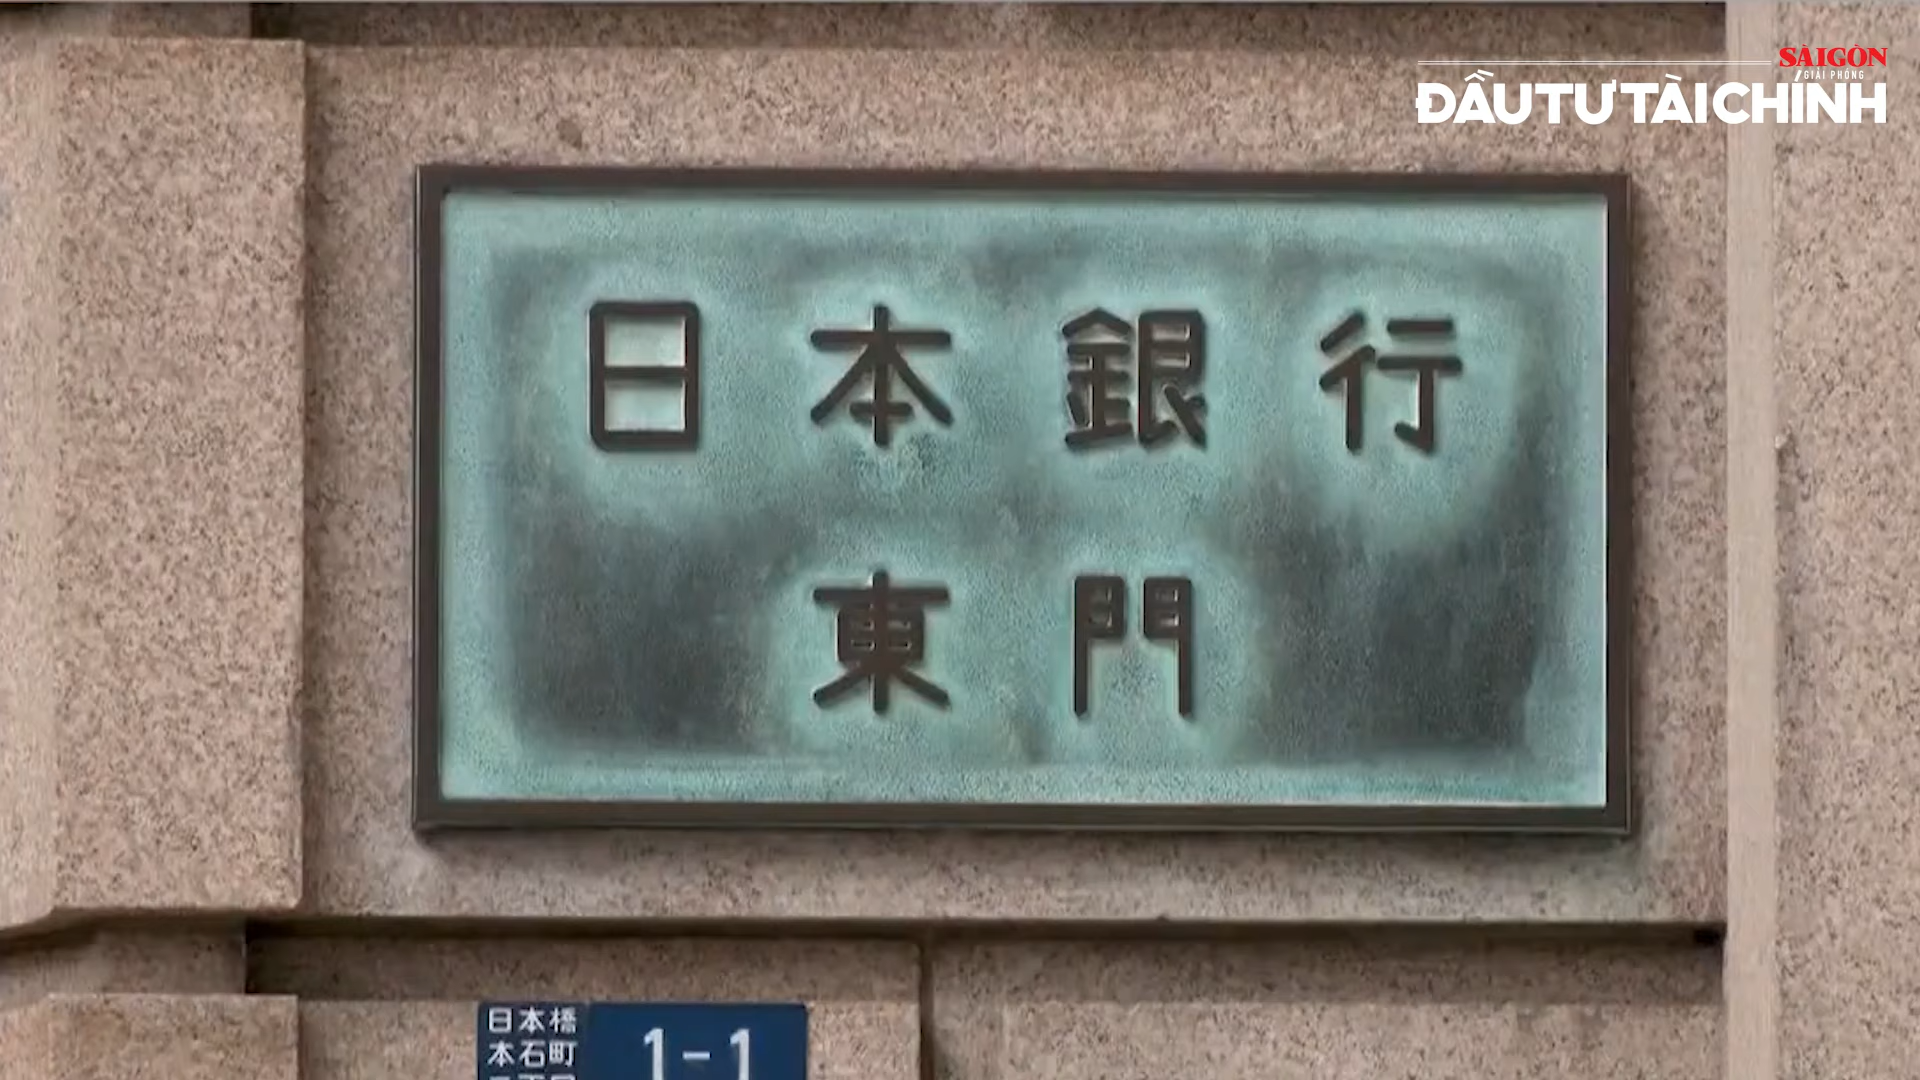 SÀIGÒN
GIẢI PHÓNG
ĐẦU TƯ TÀI CHÍNH
日本銀行
東門
日本橋
本石町
1-1